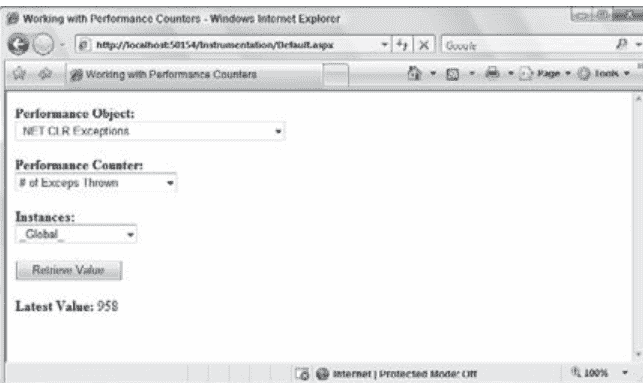 Working with Performance Counters - Windows Internet Explorer
http://localhost:50154/Instrumentation/Default.aspx
Google
Working with Performance Counters
Page
Tools
Performance Object:
.NET CLR Exceptions
Performance Counter:
# of Exceps Thrown
Instances:
_Global_
Retrieve Value
Latest Value: 958
Internet | Protected Mode: Off
100%